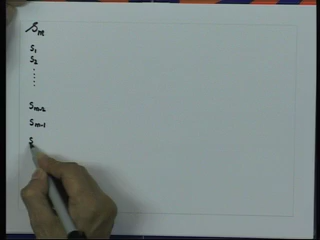 S_m
s_1
s_2
......
s_{m-2}
s_{m-1}
s